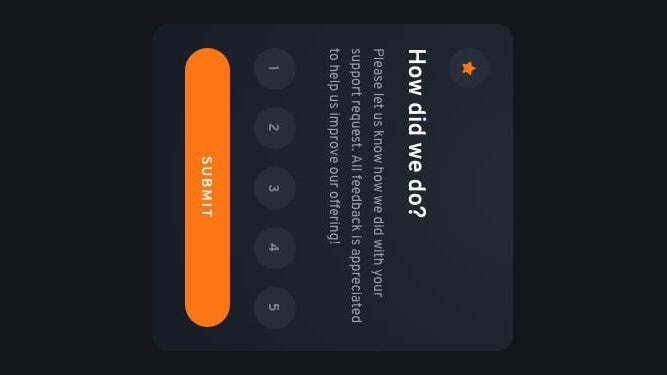 How did we do?
Please let us know how we did with your
support request. All feedback is appreciated
to help us improve our offering!
1 2 3 4 5
SUBMIT